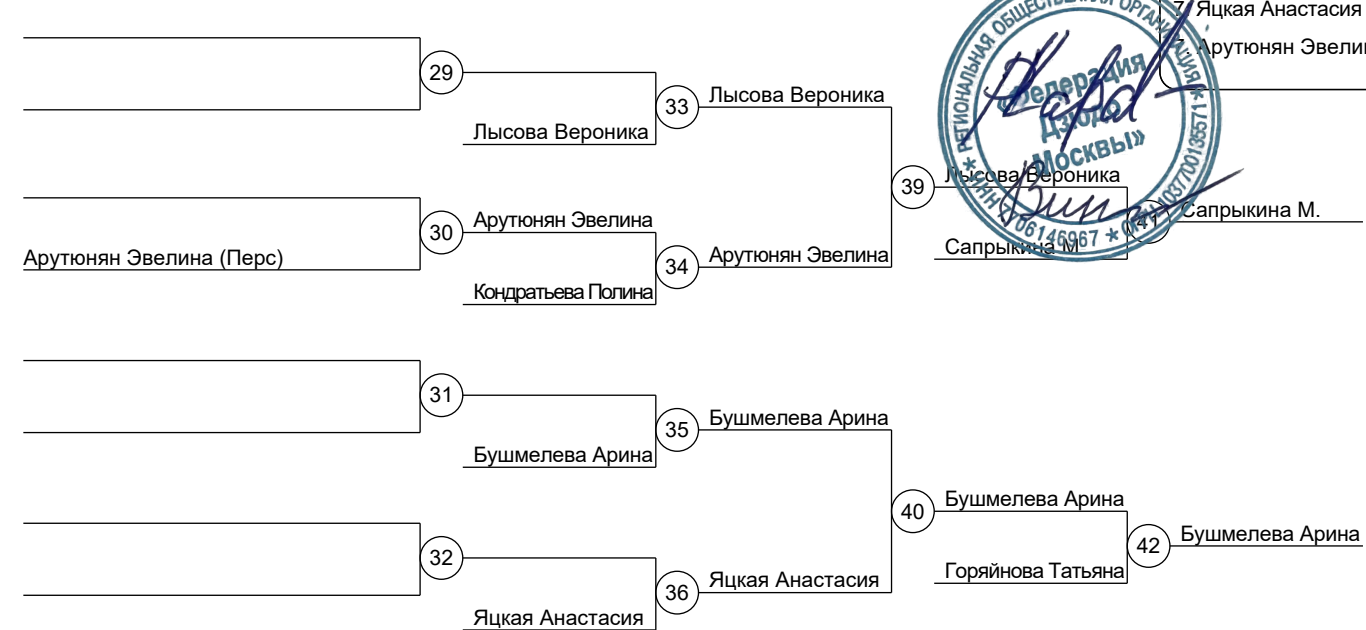 7. Яцкая Анастасия
7. Арутюнян Эвели
29
33
Лысова Вероника
Лысова Вероника
РЕГИОНАЛЬНАЯ ОБЩЕСТВЕННАЯ ОРГАНИЗАЦИЯ
«Федерация
Дзюдо
Москвы»
39
Лысова Вероника
41
Сапрыкина М.
Сапрыкина М
30
Арутюнян Эвелина
Арутюнян Эвелина (Перс)
34
Арутюнян Эвелина
Кондратьева Полина
31
35
Бушмелева Арина
Бушмелева Арина
40
Бушмелева Арина
42
Бушмелева Арина
Горяйнова Татьяна
32
36
Яцкая Анастасия
Яцкая Анастасия